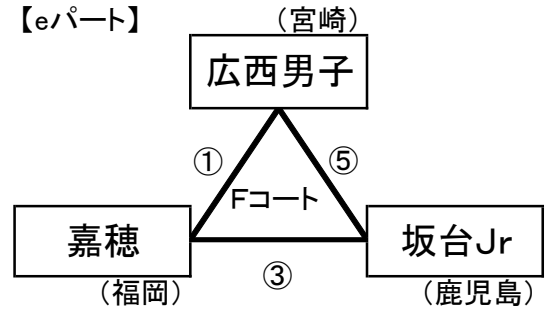 【eパート】
（宮崎）
広西男子
①
⑤
Fコート
嘉穂
坂台Jr
（福岡）
③
（鹿児島）